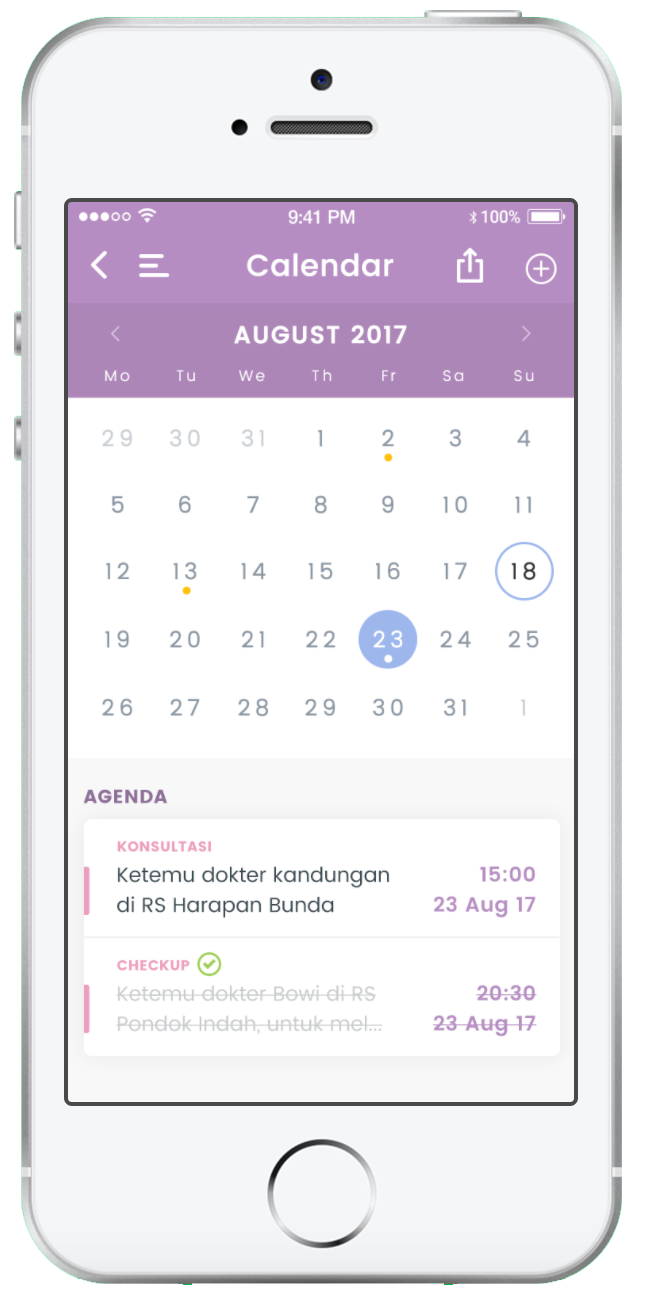 9:41 PM 100%
Calendar
AUGUST 2017
Mo Tu We Th Fr Sa Su
29 30 31 1 2 3 4
5 6 7 8 9 10 11
12 13 14 15 16 17 18
19 20 21 22 23 24 25
26 27 28 29 30 31 1
AGENDA
KONSULTASI
Ketemu dokter kandungan 15:00
di RS Harapan Bunda 23 Aug 17
CHECKUP
Ketemu dokter Bowi di RS 20:30
Pondok Indah, untuk mel... 23 Aug 17